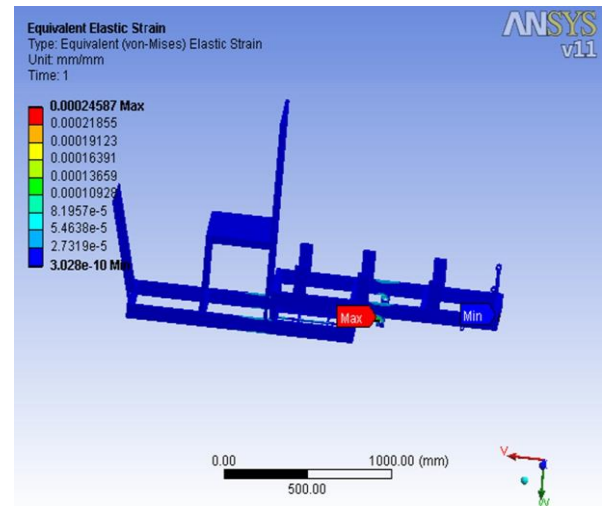 Equivalent Elastic Strain
Type: Equivalent (von-Mises) Elastic Strain
Unit: mm/mm
Time: 1
ANSYS
v11
0.00024587 Max
0.00021855
0.00019123
0.00016391
0.00013659
0.00010928
8.1957e-5
5.4638e-5
2.7319e-5
3.028e-10 Min
Max
Min
0.00
1000.00 (mm)
500.00